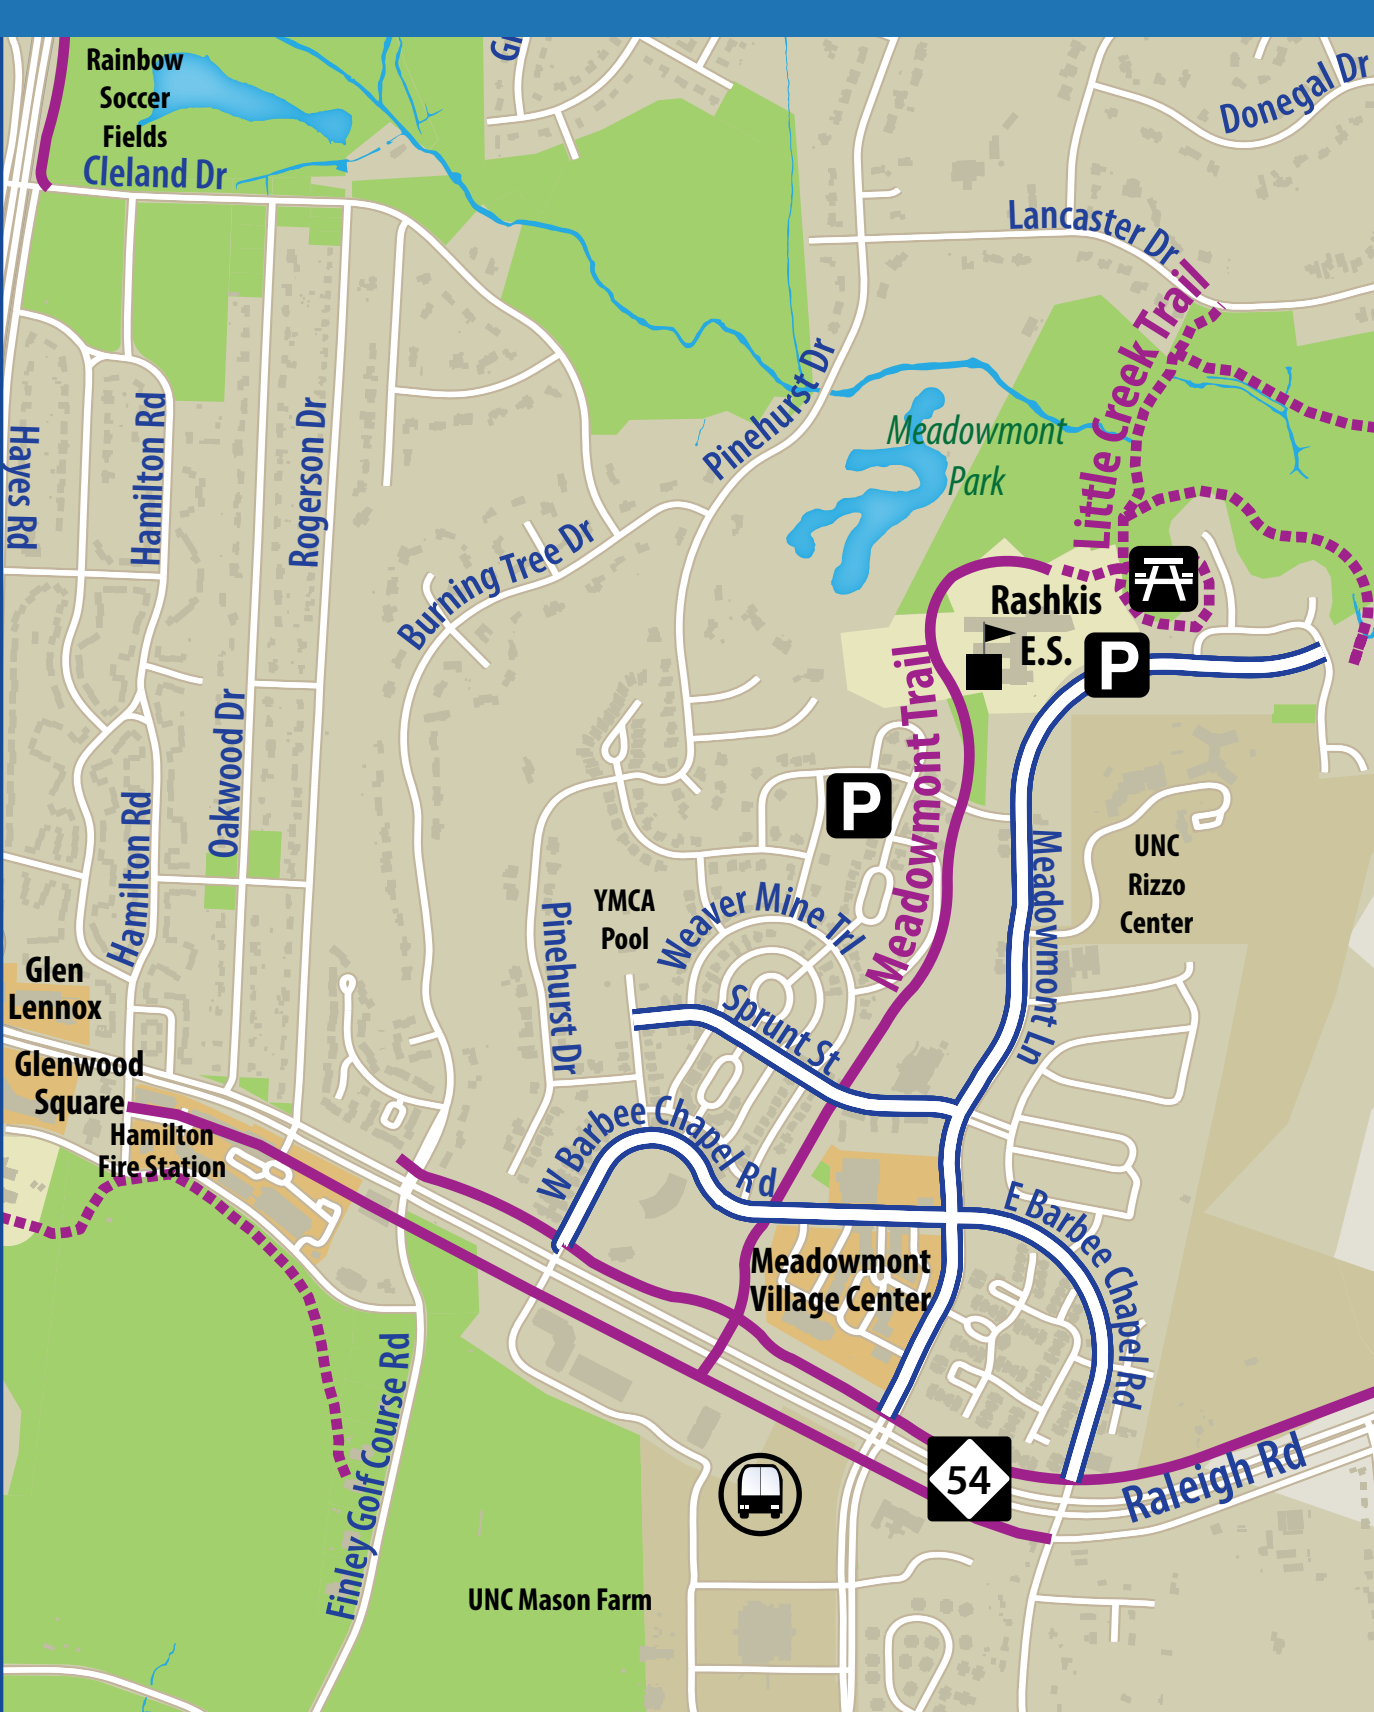 Rainbow
Soccer
Fields
Cleland Dr
Donegal Dr
Lancaster Dr
Little Creek Trail
Pinehurst Dr
Meadowmont
Park
Hayes Rd
Hamilton Rd
Rogerson Dr
Burning Tree Dr
Rashkis
E.S.
P
Meadowmont Trail
Oakwood Dr
P
Hamilton Rd
Meadowmont Ln
UNC
Rizzo
Center
YMCA
Pool
Weaver Mine Trl
Pinehurst Dr
Glen
Lennox
Sprunt St
Glenwood
Square
Hamilton
Fire Station
W Barbee Chapel Rd
E Barbee Chapel Rd
Meadowmont
Village Center
Finley Golf Course Rd
54
Raleigh Rd
UNC Mason Farm